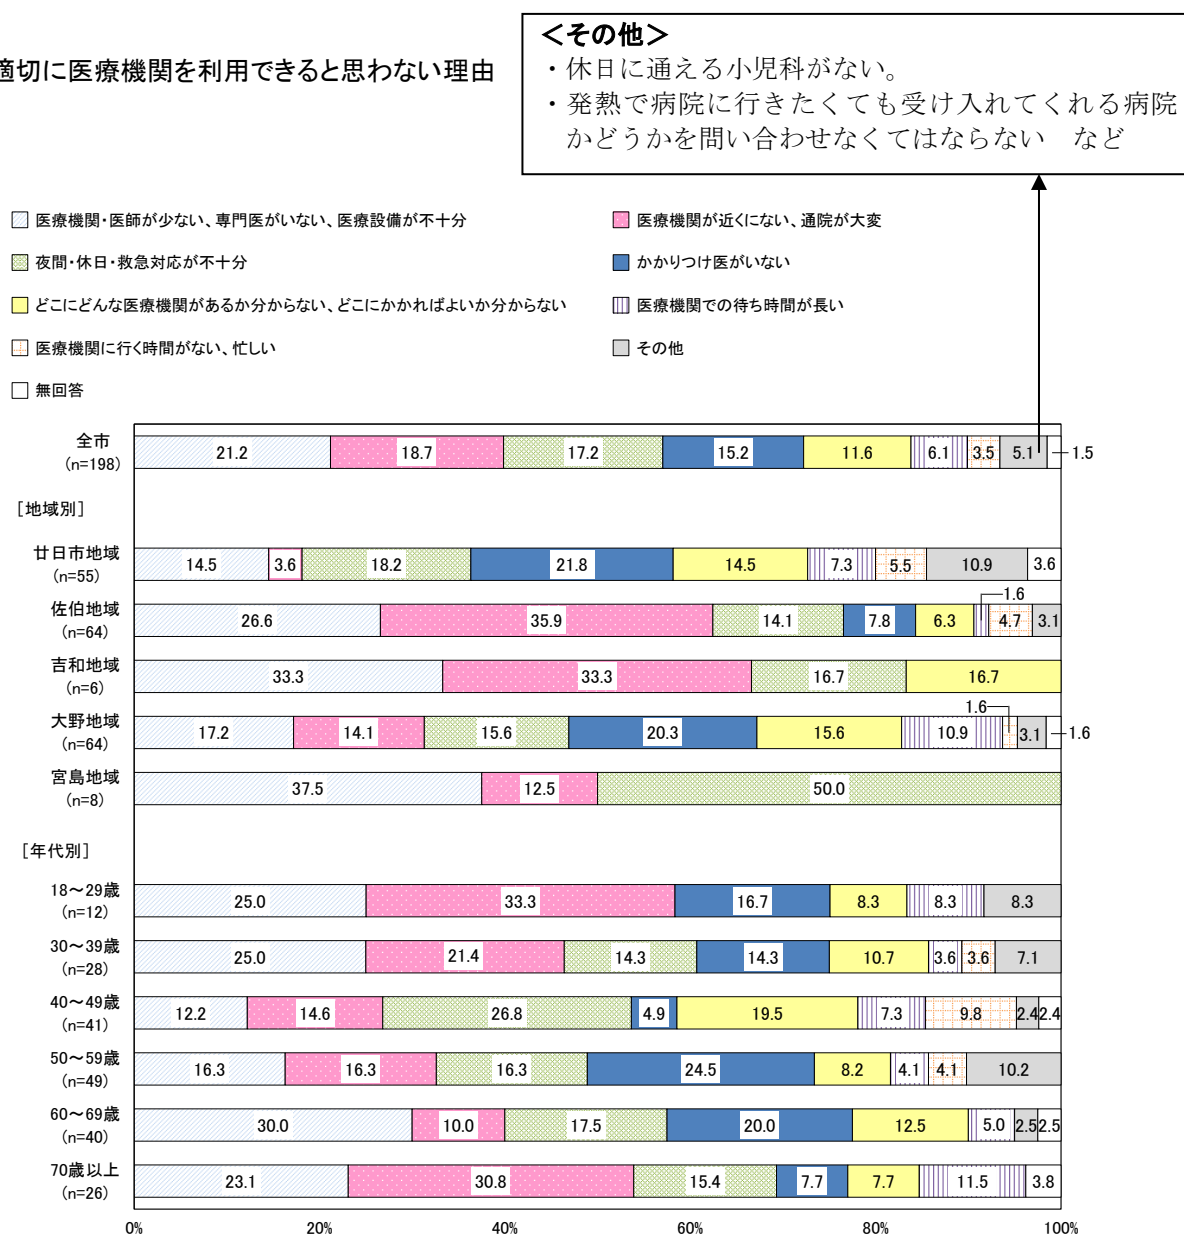 ＜その他＞
・休日に通える小児科がない。
・発熱で病院に行きたくても受け入れてくれる病院
かどうかを問い合わせなくてはならない　など
適切に医療機関を利用できると思わない理由
医療機関・医師が少ない、専門医がいない、医療設備が不十分
医療機関が近くにない、通院が大変
夜間・休日・救急対応が不十分
かかりつけ医がいない
どこにどんな医療機関があるか分からない、どこにかかればよいか分からない
医療機関での待ち時間が長い
医療機関に行く時間がない、忙しい
その他
無回答
全市
(n=198)
21.2 18.7 17.2 15.2 11.6 6.1 3.5 5.1 1.5
［地域別］
廿日市地域
(n=55)
14.5 3.6 18.2 21.8 14.5 7.3 5.5 10.9 3.6
佐伯地域
(n=64)
26.6 35.9 14.1 7.8 6.3 1.6 4.7 3.1
吉和地域
(n=6)
33.3 33.3 16.7 16.7
大野地域
(n=64)
17.2 14.1 15.6 20.3 15.6 10.9 1.6 3.1 1.6
宮島地域
(n=8)
37.5 12.5 50.0
［年代別］
18～29歳
(n=12)
25.0 33.3 16.7 8.3 8.3 8.3
30～39歳
(n=28)
25.0 21.4 14.3 14.3 10.7 3.6 3.6 7.1
40～49歳
(n=41)
12.2 14.6 26.8 4.9 19.5 7.3 9.8 2.4 2.4
50～59歳
(n=49)
16.3 16.3 16.3 24.5 8.2 4.1 4.1 10.2
60～69歳
(n=40)
30.0 10.0 17.5 20.0 12.5 5.0 2.5 2.5
70歳以上
(n=26)
23.1 30.8 15.4 7.7 7.7 11.5 3.8
0% 20% 40% 60% 80% 100%